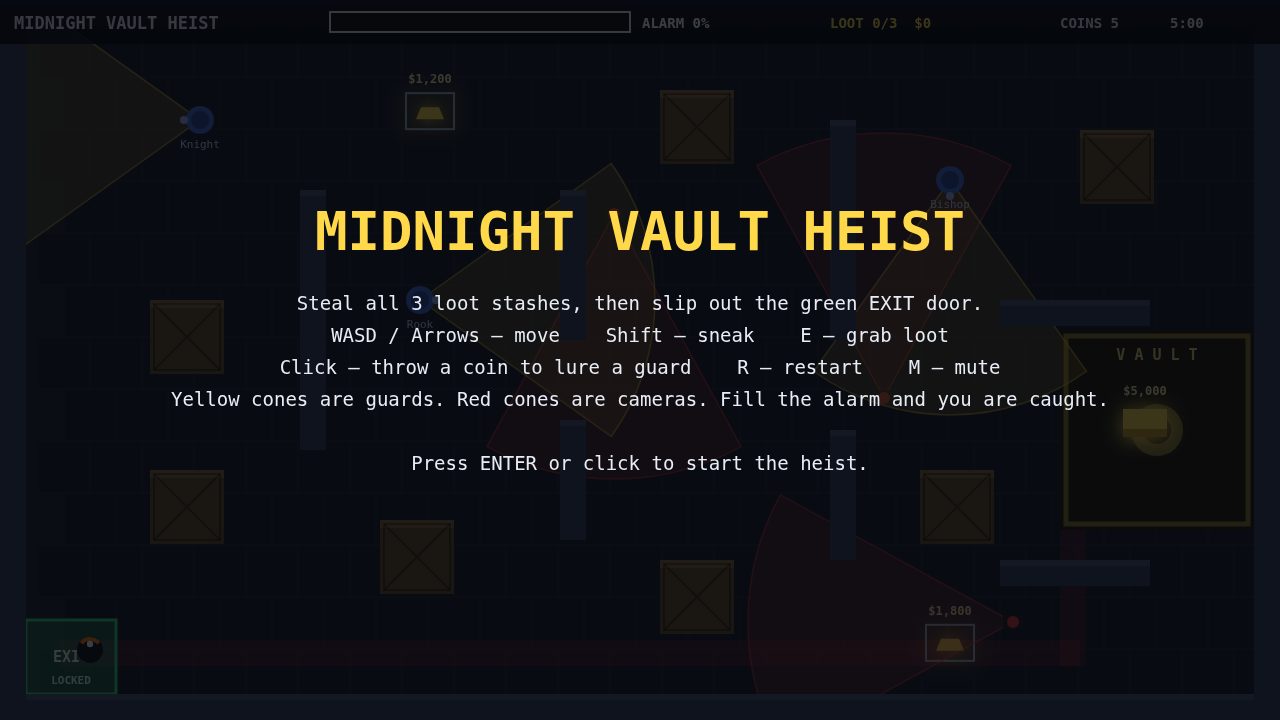 MIDNIGHT VAULT HEIST
ALARM 0%
LOOT 0/3 $0
COINS 5
5:00
$1,200
Knight
Bishop
MIDNIGHT VAULT HEIST
Steal all 3 loot stashes, then slip out the green EXIT door.
Rook
WASD / Arrows — move Shift — sneak E — grab loot
VAULT
Click — throw a coin to lure a guard R — restart M — mute
$5,000
Yellow cones are guards. Red cones are cameras. Fill the alarm and you are caught.
Press ENTER or click to start the heist.
$1,800
EXI
LOCKED